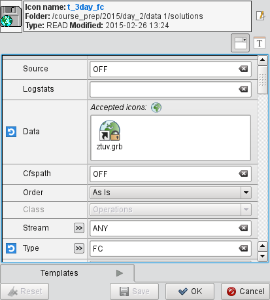 Icon name: t_3day_fc
Folder: /course_prep/2015/day_2/data 1/solutions
Type: READ Modified: 2015-02-26 13:24
T
Source OFF
Logstats
Accepted icons:
Data
ztuv.grb
Cfspath OFF
Order As Is
Class Operations
Stream >> ANY
Type >> FC
Templates
Reset Save OK Cancel